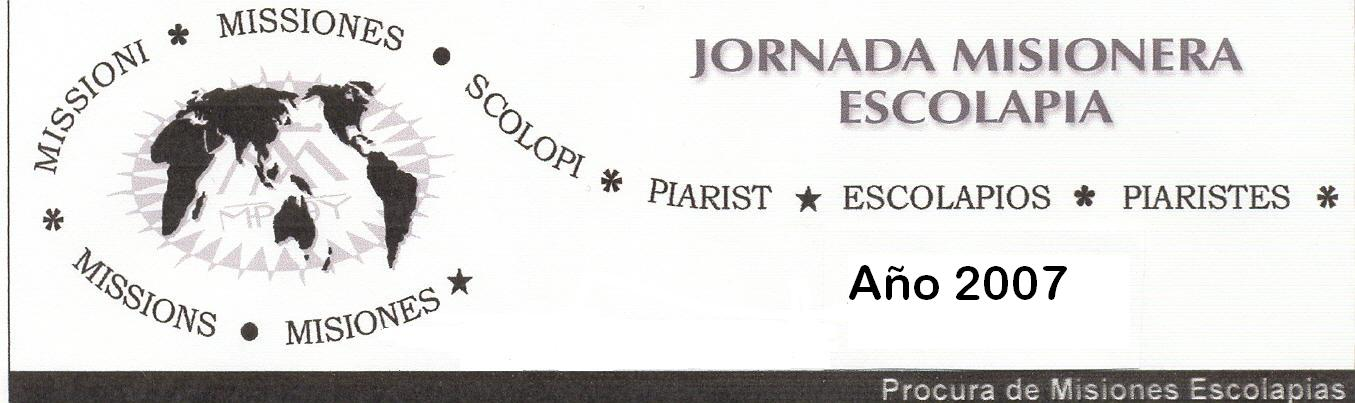 MISSIONI * MISSIONES • SCOLOPI * PIARIST ★ ESCOLAPIOS * PIARISTES *
* MISSIONS • MISIONES ★
JORNADA MISIONERA
ESCOLAPIA
Año 2007
Procura de Misiones Escolapias